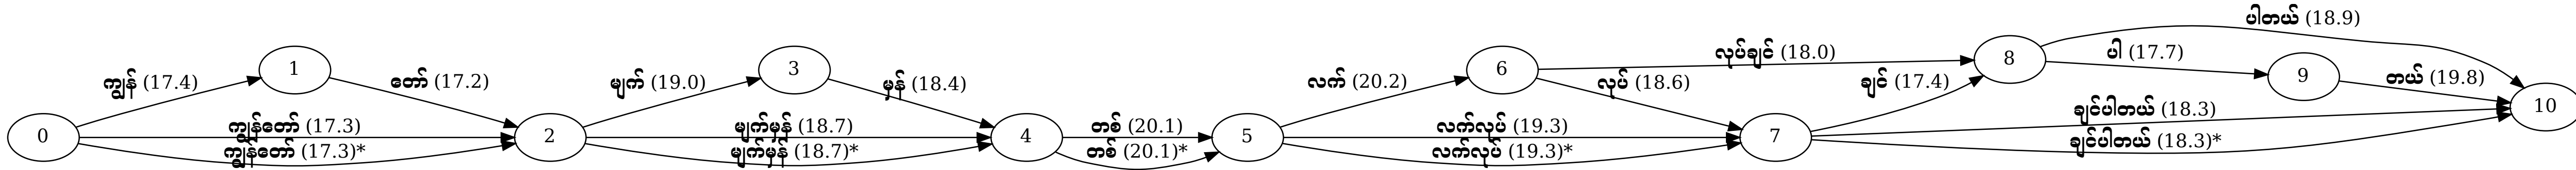 ပါတယ် (18.9)
1
3
6
လုပ်ချင် (18.0)
8
ပါ (17.7)
9
ကျွန် (17.4)
တော် (17.2)
မျက် (19.0)
မှန် (18.4)
လက် (20.2)
လုပ် (18.6)
ချင် (17.4)
တယ် (19.8)
0
ကျွန်တော် (17.3)
2
မျက်မှန် (18.7)
4
တစ် (20.1)
5
လက်လုပ် (19.3)
7
ချင်ပါတယ် (18.3)
10
ကျွန်တော် (17.3)*
မျက်မှန် (18.7)*
တစ် (20.1)*
လက်လုပ် (19.3)*
ချင်ပါတယ် (18.3)*